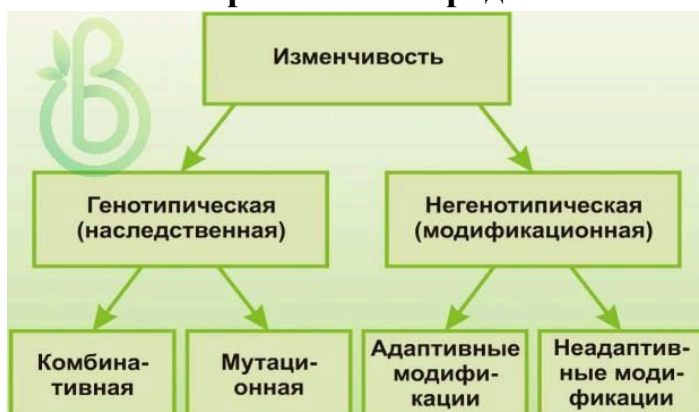 Изменчивость
Генотипическая
(наследственная)
Негенотипическая
(модификационная)
Комбина-
тивная
Мутаци-
онная
Адаптивные
модифи-
кации
Неадаптив-
ные моди-
фикации